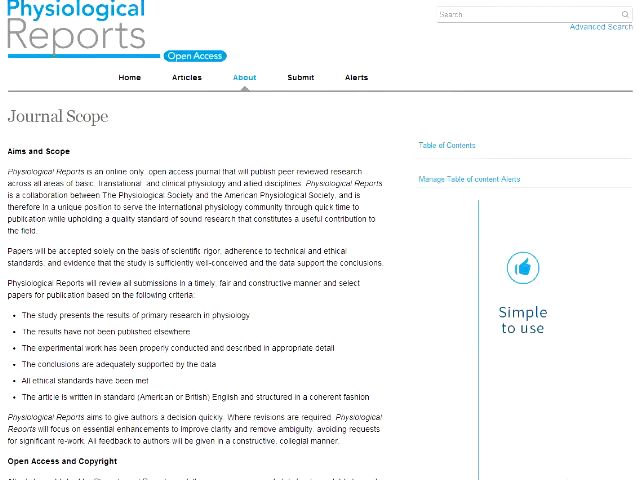 Physiological
Reports
Open Access
Search
Advanced Search
Home Articles About Submit Alerts
Journal Scope
Aims and Scope
Physiological Reports is an online only, open access journal that will publish peer reviewed research
across all areas of basic, translational, and clinical physiology and allied disciplines. Physiological Reports
is a collaboration between The Physiological Society and the American Physiological Society, and is
therefore in a unique position to serve the international physiology community through quick time to
publication while upholding a quality standard of sound research that constitutes a useful contribution to
the field.
Papers will be accepted solely on the basis of scientific rigor, adherence to technical and ethical
standards, and evidence that the study is sufficiently well-conceived and the data support the conclusions.
Physiological Reports will review all submissions in a timely, fair and constructive manner and select
papers for publication based on the following criteria:
• The study presents the results of primary research in physiology
• The results have not been published elsewhere
• The experimental work has been properly conducted and described in appropriate detail
• The conclusions are adequately supported by the data
• All ethical standards have been met
• The article is written in standard (American or British) English and structured in a coherent fashion
Physiological Reports aims to give authors a decision quickly. Where revisions are required, Physiological
Reports will focus on essential enhancements to improve clarity and remove ambiguity, avoiding requests
for significant re-work. All feedback to authors will be given in a constructive, collegial manner.
Open Access and Copyright
Table of Contents
Manage Table of content Alerts
Simple
to use